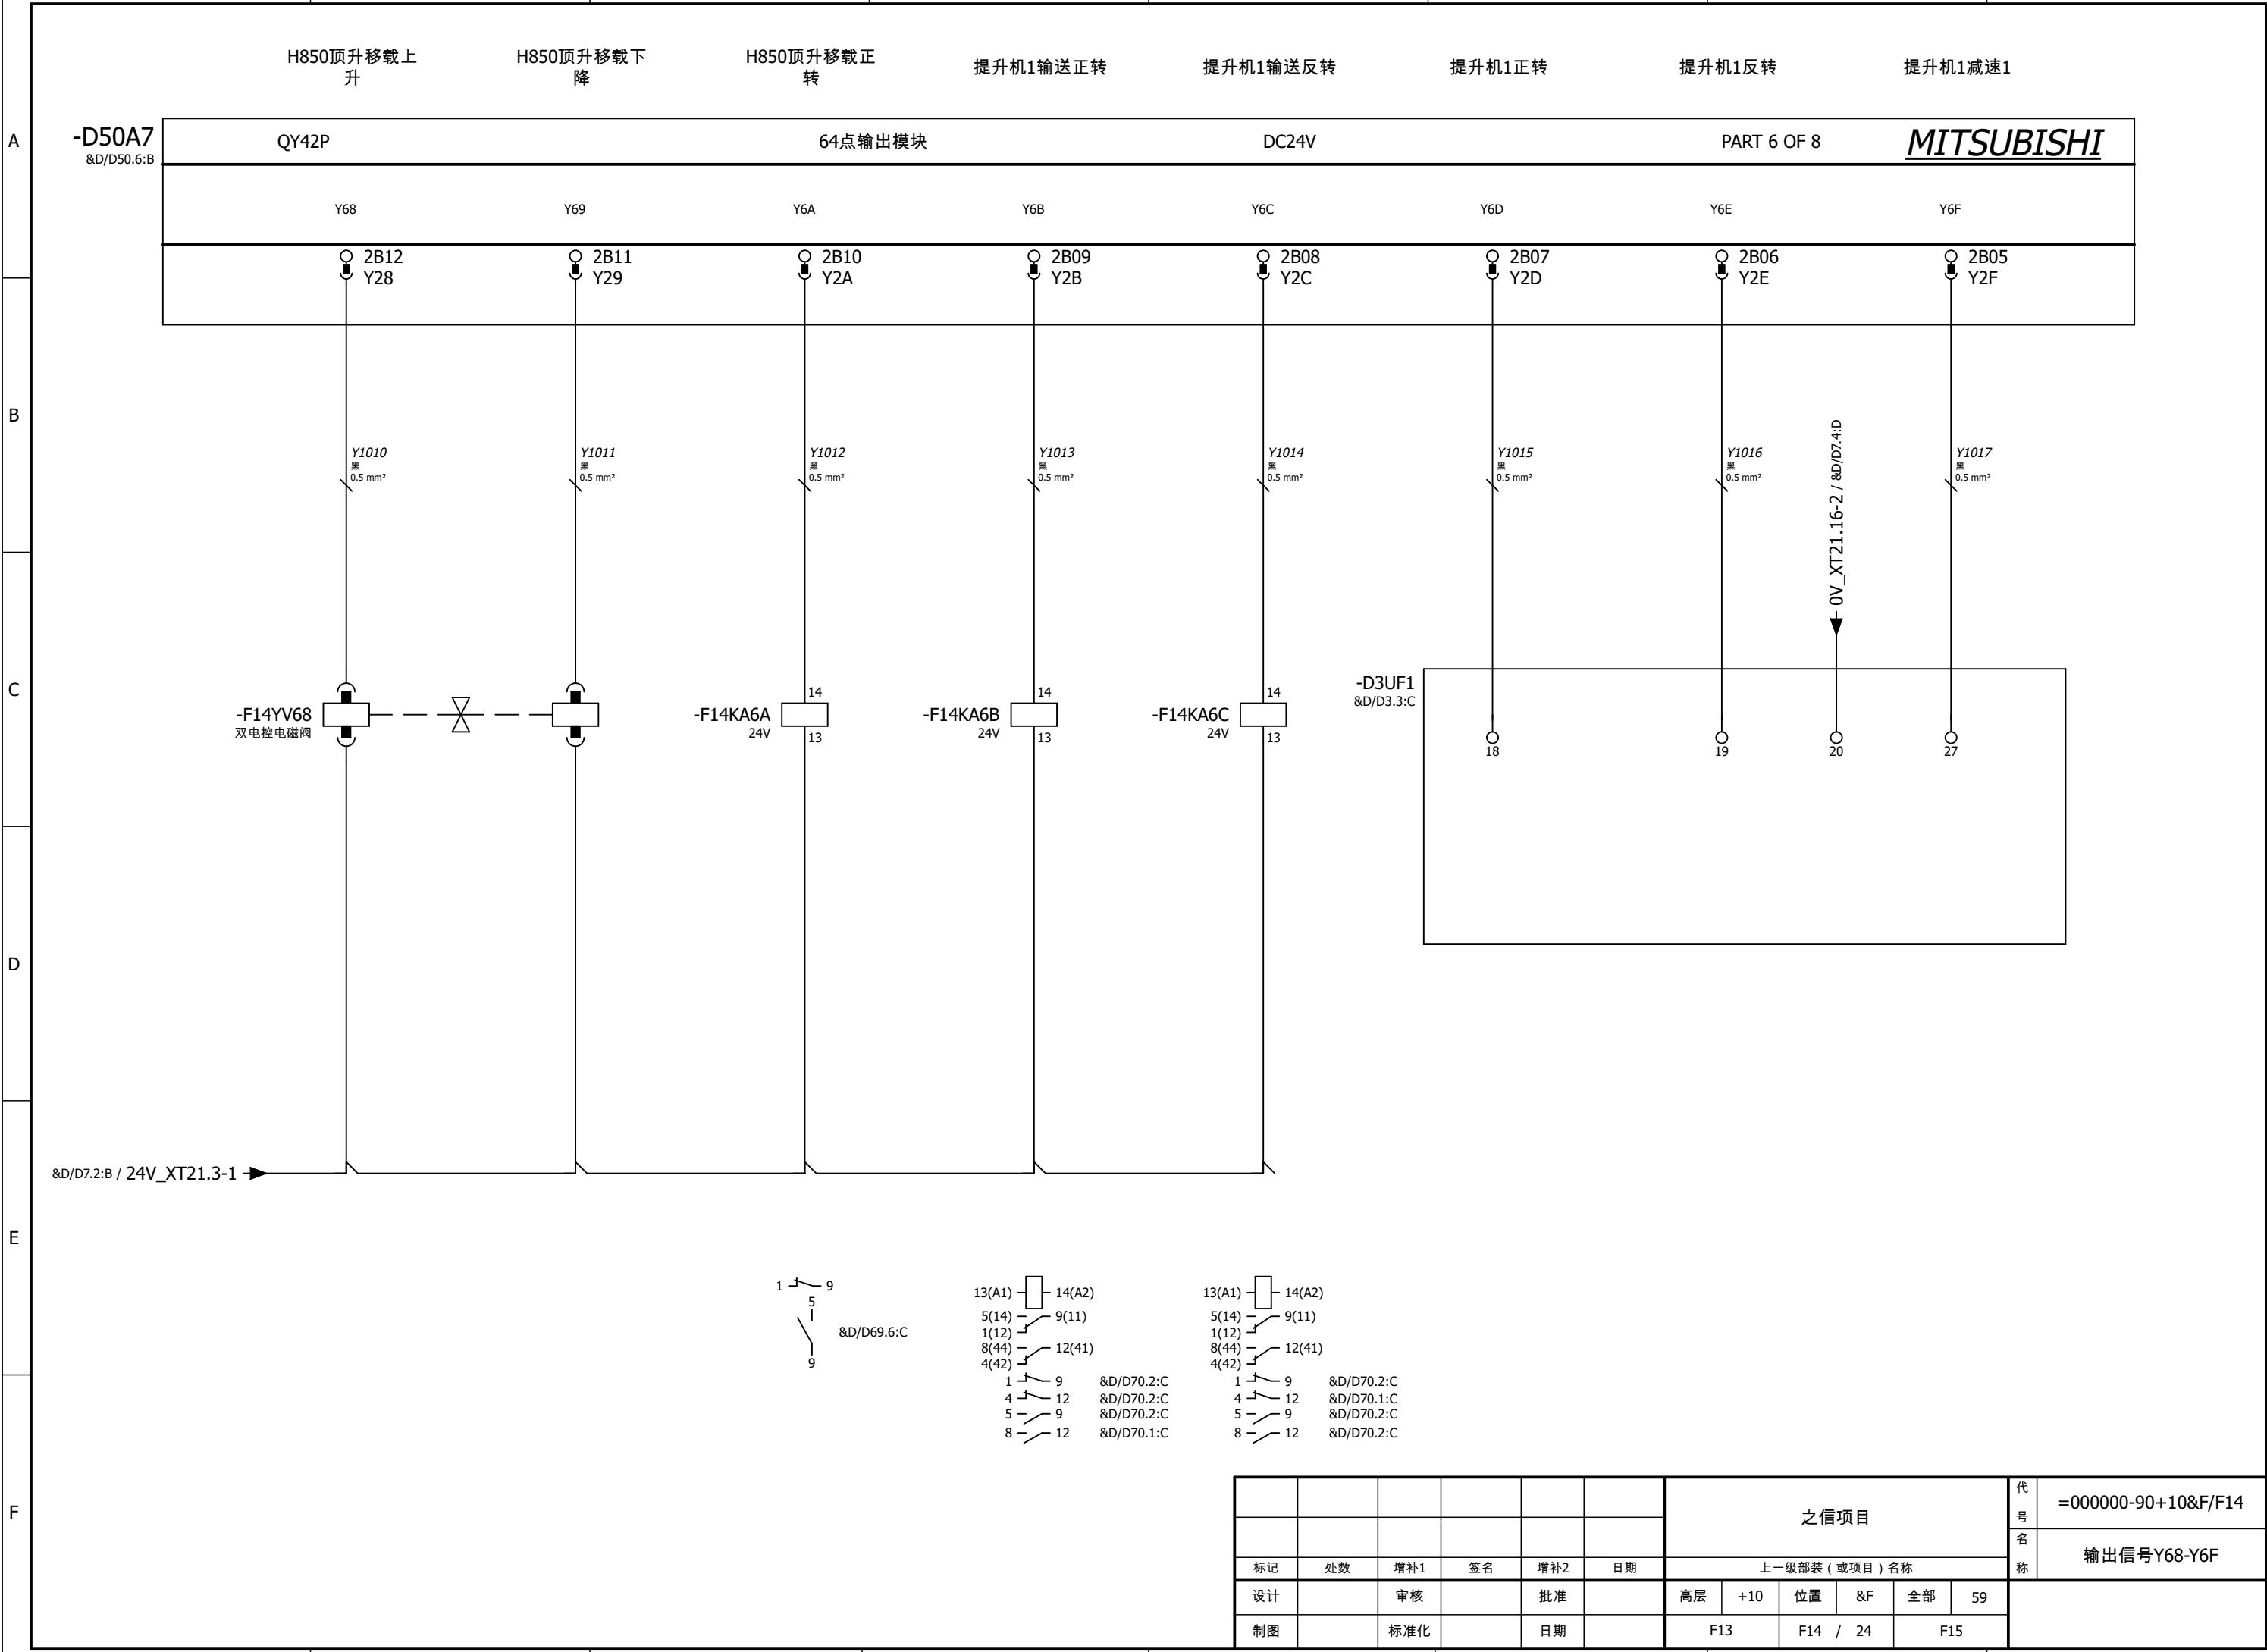 H850顶升移载上
升
H850顶升移载下
降
H850顶升移载正
转
提升机1输送正转
提升机1输送反转
提升机1正转
提升机1反转
提升机1减速1
A
-D50A7
&D/D50.6:B
QY42P
64点输出模块
DC24V
PART 6 OF 8
MITSUBISHI
Y68
Y69
Y6A
Y6B
Y6C
Y6D
Y6E
Y6F
2B12
Y28
2B11
Y29
2B10
Y2A
2B09
Y2B
2B08
Y2C
2B07
Y2D
2B06
Y2E
2B05
Y2F
B
Y1010
黑
0.5 mm²
Y1011
黑
0.5 mm²
Y1012
黑
0.5 mm²
Y1013
黑
0.5 mm²
Y1014
黑
0.5 mm²
Y1015
黑
0.5 mm²
Y1016
黑
0.5 mm²
0V_XT21.16-2 / &D/D7.4:D
Y1017
黑
0.5 mm²
C
-F14YV68
双电控电磁阀
-F14KA6A
24V
14
13
-F14KA6B
24V
14
13
-F14KA6C
24V
14
13
-D3UF1
&D/D3.3:C
18
19
20
27
D
&D/D7.2:B / 24V_XT21.3-1
E
1 9
5
&D/D69.6:C
9
13(A1) 14(A2)
5(14) 9(11)
1(12)
8(44) 12(41)
4(42)
1 9 &D/D70.2:C
4 12 &D/D70.2:C
5 9 &D/D70.2:C
8 12 &D/D70.1:C
13(A1) 14(A2)
5(14) 9(11)
1(12)
8(44) 12(41)
4(42)
1 9 &D/D70.2:C
4 12 &D/D70.1:C
5 9 &D/D70.2:C
8 12 &D/D70.2:C
F
之信项目
代
号
=000000-90+10&F/F14
名
称
输出信号Y68-Y6F
标记 处数 增补1 签名 增补2 日期 上一级部装（或项目）名称
设计 审核 批准 高层 +10 位置 &F 全部 59
制图 标准化 日期 F13 F14 / 24 F15